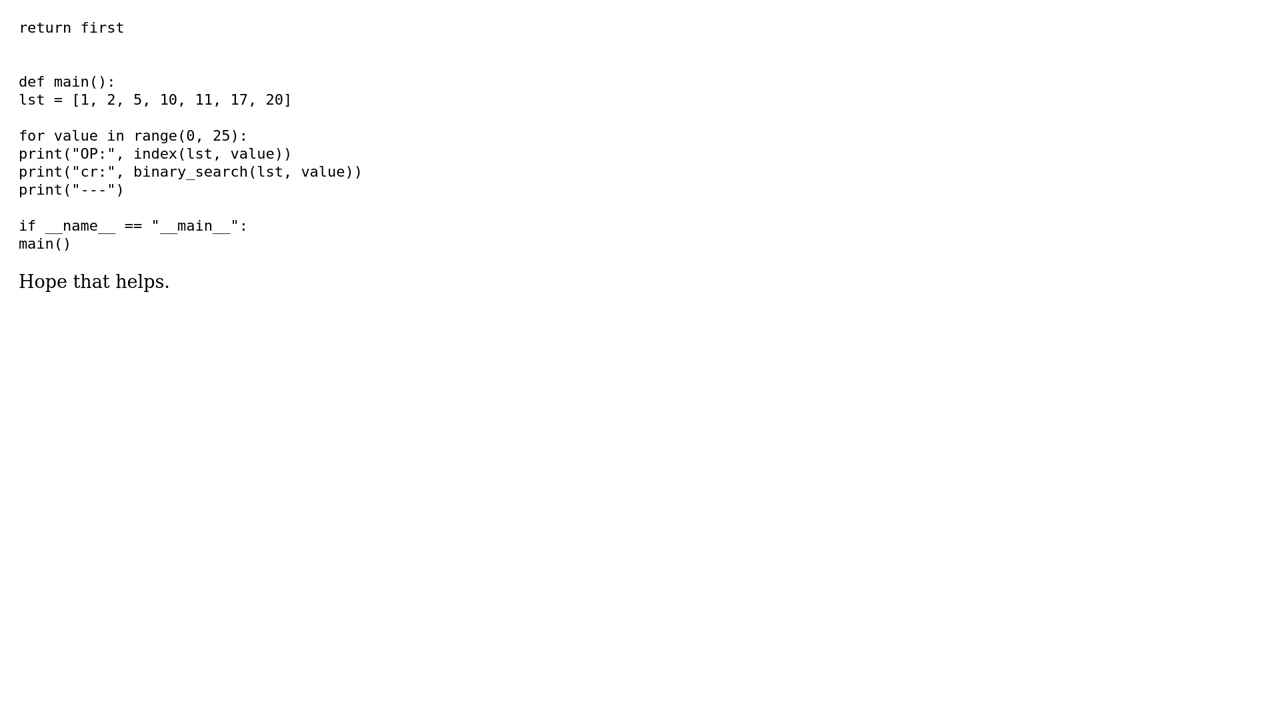 return first
def main():
lst = [1, 2, 5, 10, 11, 17, 20]
for value in range(0, 25):
print("OP:", index(lst, value))
print("cr:", binary_search(lst, value))
print("---")
if __name__ == "__main__":
main()
Hope that helps.